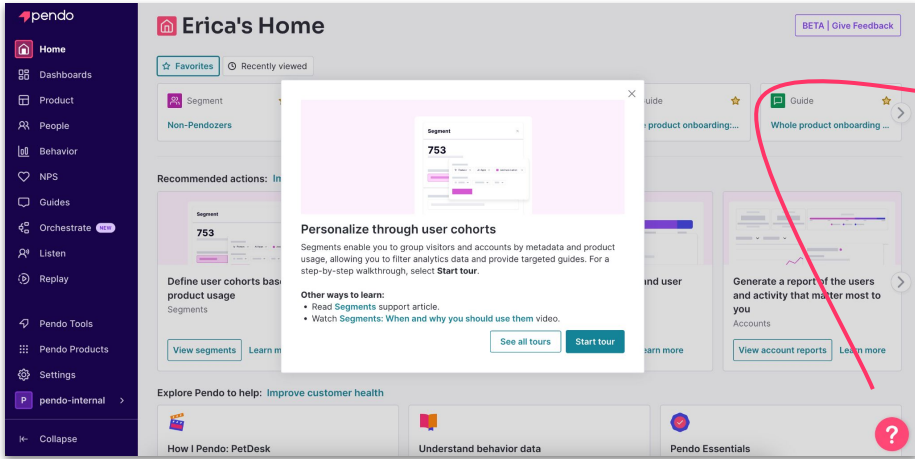 pendo
Home
Dashboards
Product
People
Behavior
NPS
Guides
Orchestrate NEW
Listen
Replay
Pendo Tools
Pendo Products
Settings
P pendo-internal
Collapse
Erica's Home
BETA | Give Feedback
Favorites
Recently viewed
Segment
Non-Pendozers
product onboarding:...
Guide
Whole product onboarding ...
Recommended actions:
Segment
753
Define user cohorts
product usage
Segments
View segments
and user
Generate a report of the users
and activity that matter most to
you
Accounts
View account reports Learn more
Segment
753
Personalize through user cohorts
Segments enable you to group visitors and accounts by metadata and product
usage, allowing you to filter analytics data and provide targeted guides. For a
step-by-step walkthrough, select Start tour.
Other ways to learn:
• Read Segments support article.
• Watch Segments: When and why you should use them video.
See all tours
Start tour
Explore Pendo to help: Improve customer health
How I Pendo: PetDesk
Understand behavior data
Pendo Essentials
?